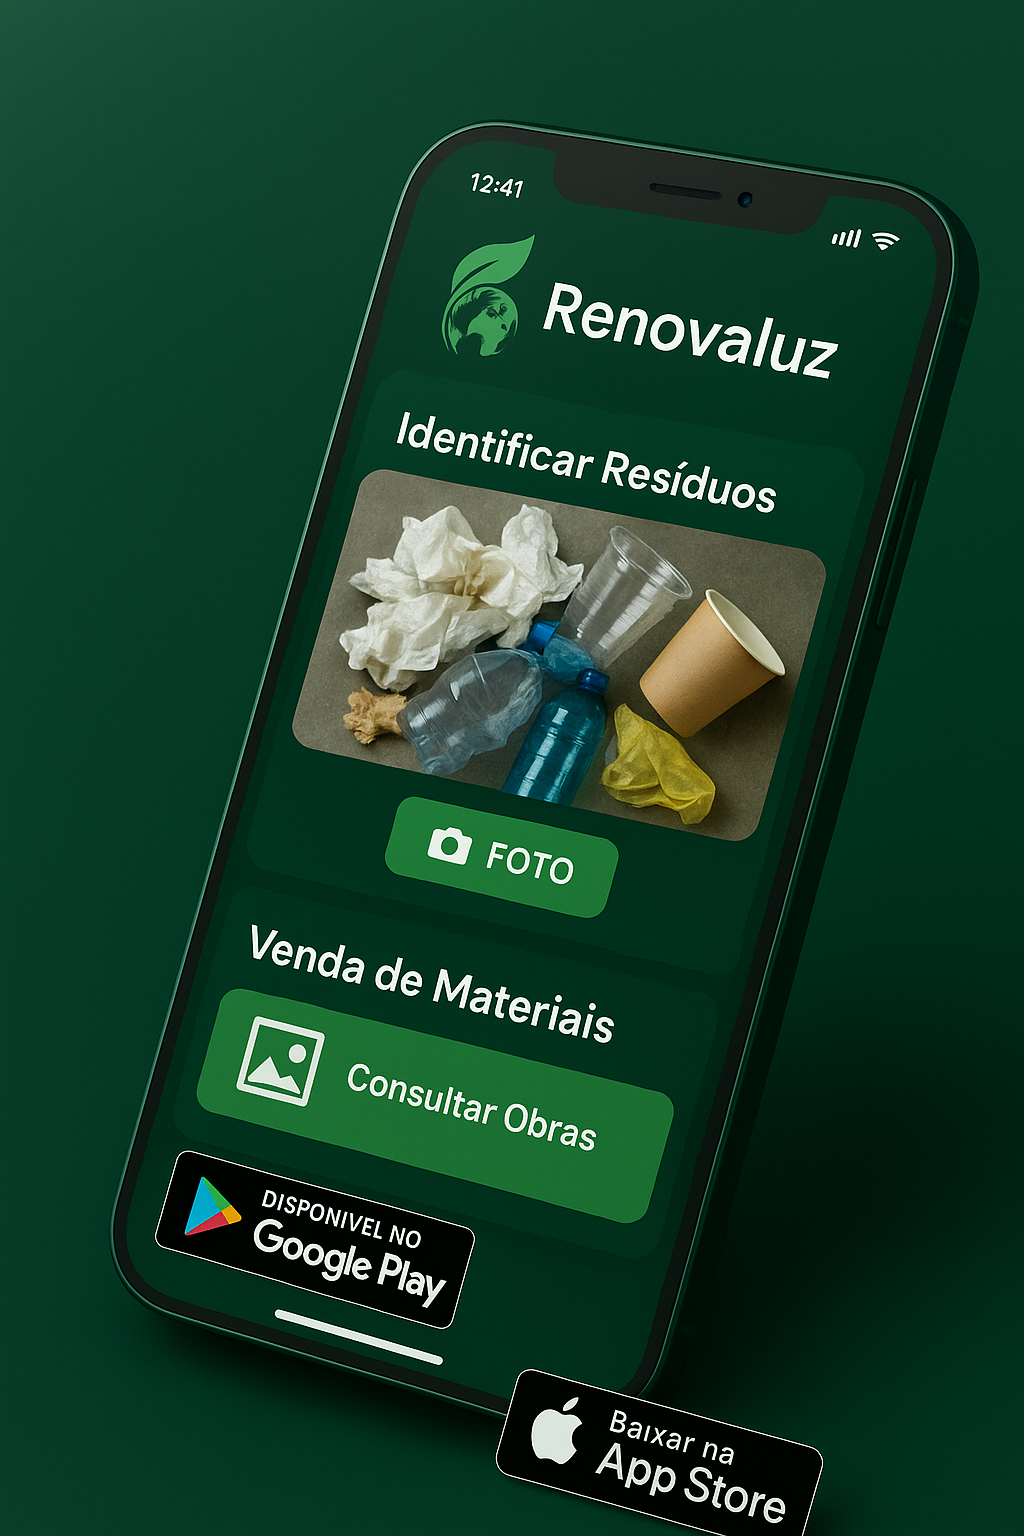 12:41
Renovaluz
Identificar Resíduos
FOTO
Venda de Materiais
Consultar Obras
DISPONIVEL NO
Google Play
Baixar na
App Store